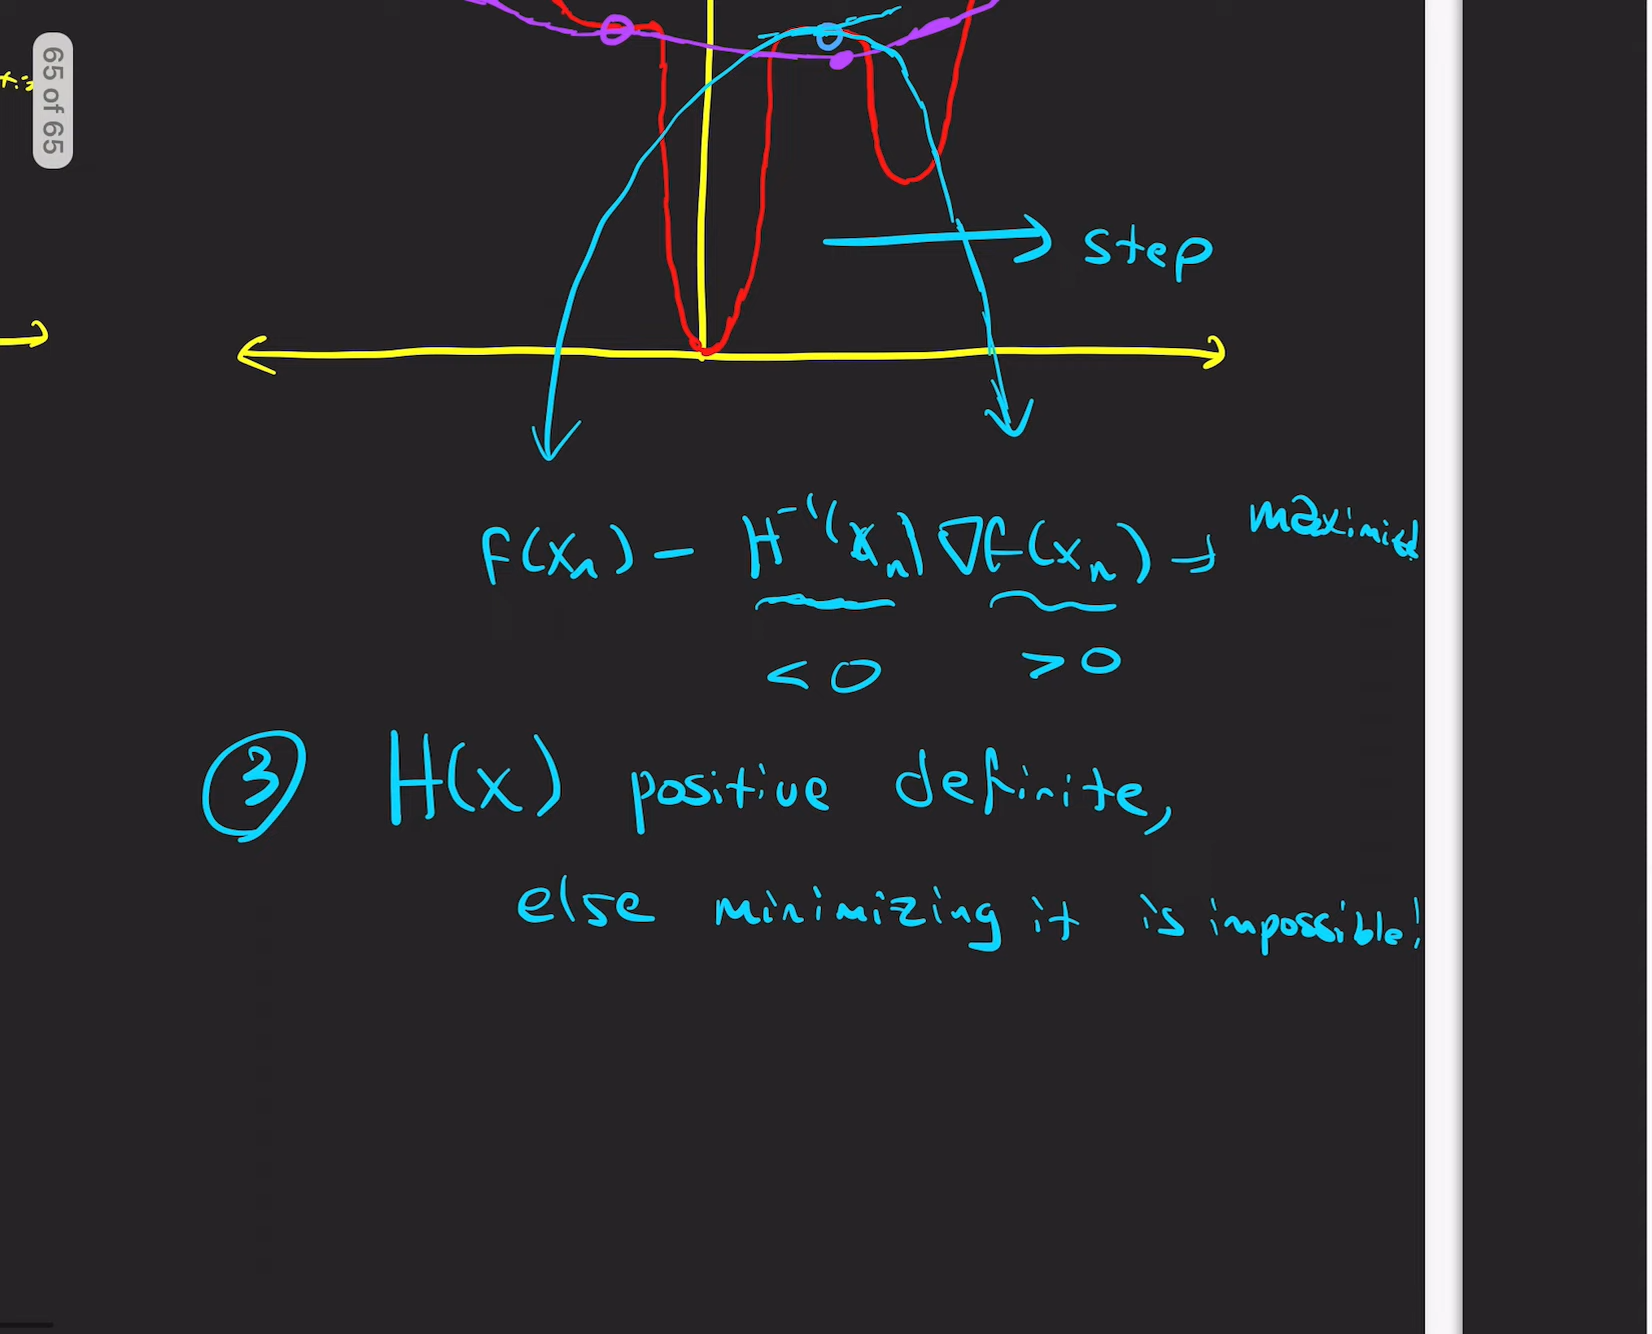 65 of 65
step
f(xₙ) - H⁻¹(xₙ) ∇f(xₙ) → maximized
< 0 > 0
③ H(x) positive definite,
else minimizing it is impossible!